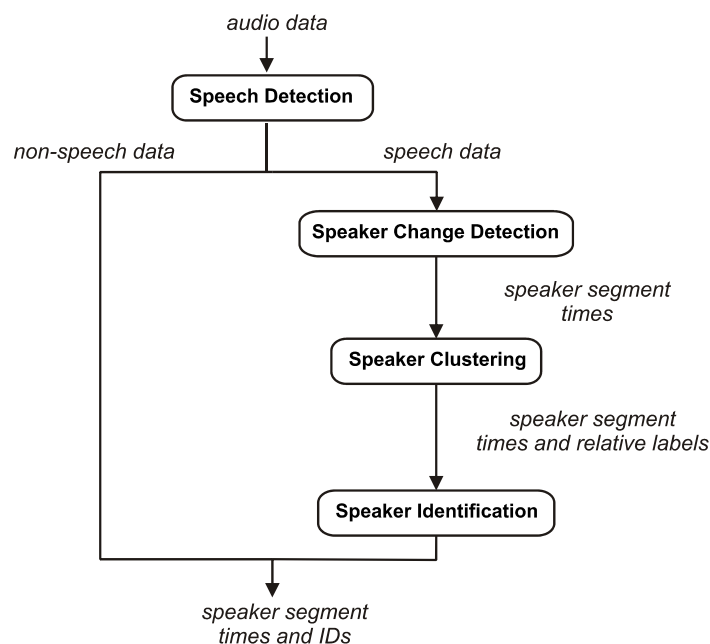 audio data
Speech Detection
non-speech data
speech data
Speaker Change Detection
speaker segment
times
Speaker Clustering
speaker segment
times and relative labels
Speaker Identification
speaker segment
times and IDs